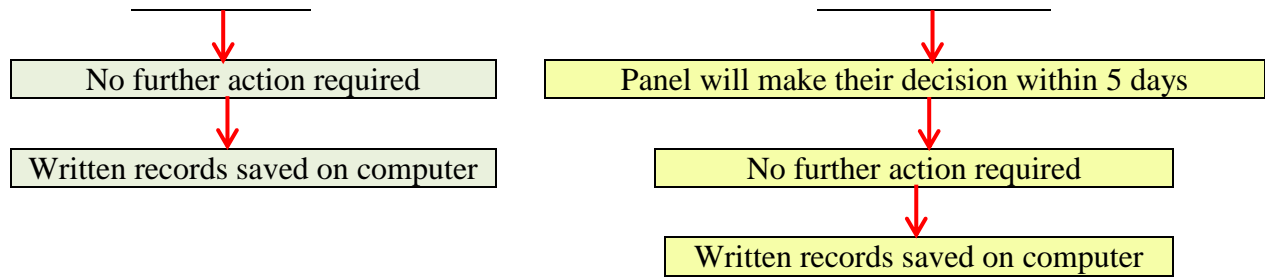 No further action required
Written records saved on computer
Panel will make their decision within 5 days
No further action required
Written records saved on computer